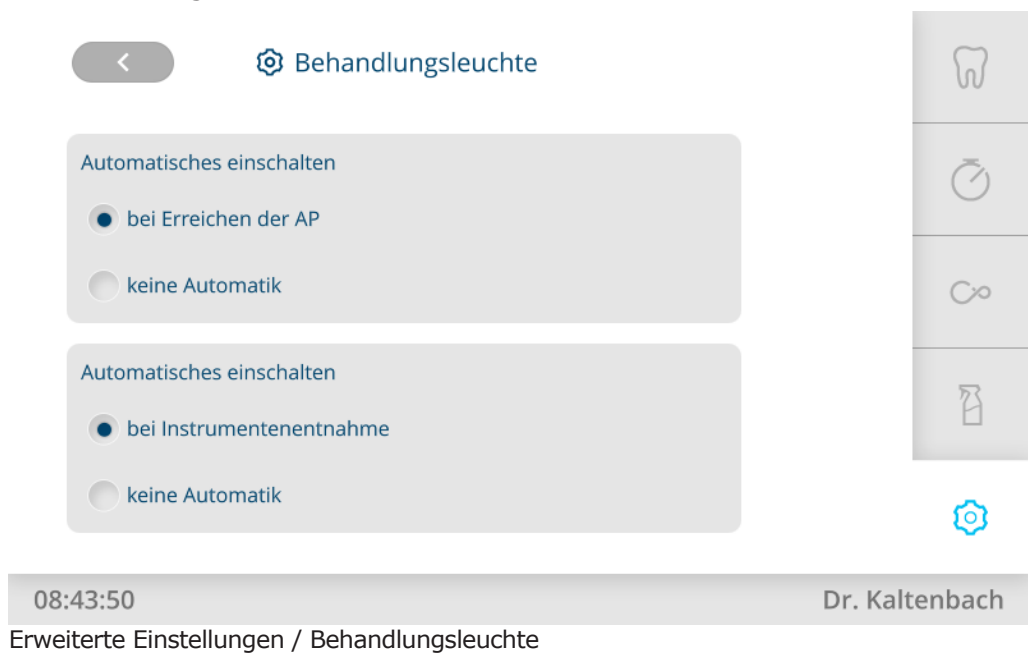 Behandlungsleuchte
Automatisches einschalten
bei Erreichen der AP
keine Automatik
Automatisches einschalten
bei Instrumentenentnahme
keine Automatik
08:43:50 Dr. Kaltenbach
Erweiterte Einstellungen / Behandlungsleuchte